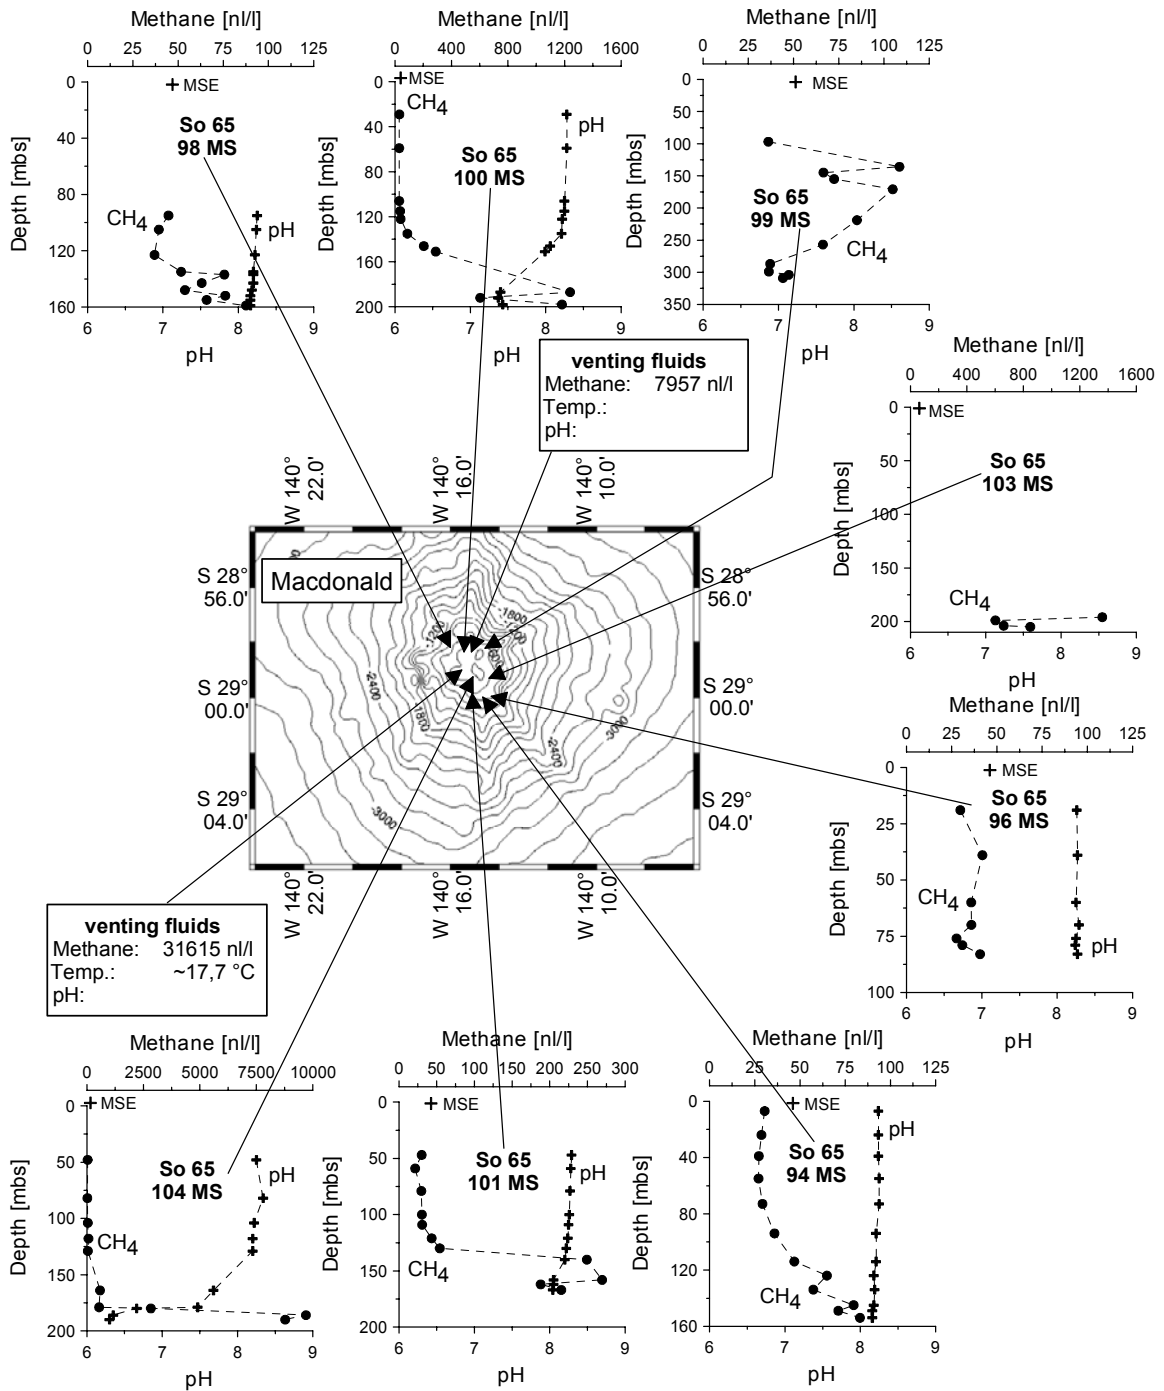 Methane [nl/l]
0 25 50 75 100 125
MSE
So 65
98 MS
CH4
pH
Depth [mbs]
0
40
80
120
160
6 7 8 9
pH
Methane [nl/l]
0 400 800 1200 1600
MSE
CH4
pH
So 65
100 MS
Depth [mbs]
0
40
80
120
160
200
6 7 8 9
pH
Methane [nl/l]
0 25 50 75 100 125
MSE
So 65
99 MS
CH4
Depth [mbs]
0
50
100
150
200
250
300
350
6 7 8 9
pH
venting fluids
Methane: 7957 nl/l
Temp.:
pH:
Methane [nl/l]
0 400 800 1200 1600
MSE
So 65
103 MS
CH4
Depth [mbs]
0
50
100
150
200
6 7 8 9
pH
W 140° 22.0'
W 140° 16.0'
W 140° 10.0'
Macdonald
S 28° 56.0'
S 28° 56.0'
S 29° 00.0'
S 29° 00.0'
S 29° 04.0'
S 29° 04.0'
-1800
-1200
-1200
-2400
-1800
-2400
-3000
-3000
W 140° 22.0'
W 140° 16.0'
W 140° 10.0'
Methane [nl/l]
0 25 50 75 100 125
MSE
So 65
96 MS
CH4
pH
Depth [mbs]
0
25
50
75
100
6 7 8 9
pH
venting fluids
Methane: 31615 nl/l
Temp.: ~17,7 °C
pH:
Methane [nl/l]
0 2500 5000 7500 10000
MSE
So 65
104 MS
pH
CH4
Depth [mbs]
0
50
100
150
200
6 7 8 9
pH
Methane [nl/l]
0 50 100 150 200 250 300
MSE
So 65
101 MS
pH
CH4
Depth [mbs]
0
50
100
150
200
6 7 8 9
pH
Methane [nl/l]
0 25 50 75 100 125
MSE
pH
So 65
94 MS
CH4
Depth [mbs]
0
40
80
120
160
6 7 8 9
pH